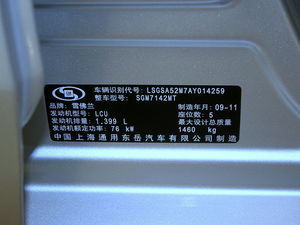 车辆识别代号: LSGSA52M7AY014259
整车型号: SGM7142MT
品牌: 雪佛兰 制造年月 09-11
发动机型号: LCU 座位数 5
发动机排量: 1.399 L 最大设计总质量
发动机额定功率: 76 kW 1460 kg
中国上海通用东岳汽车有限公司制造